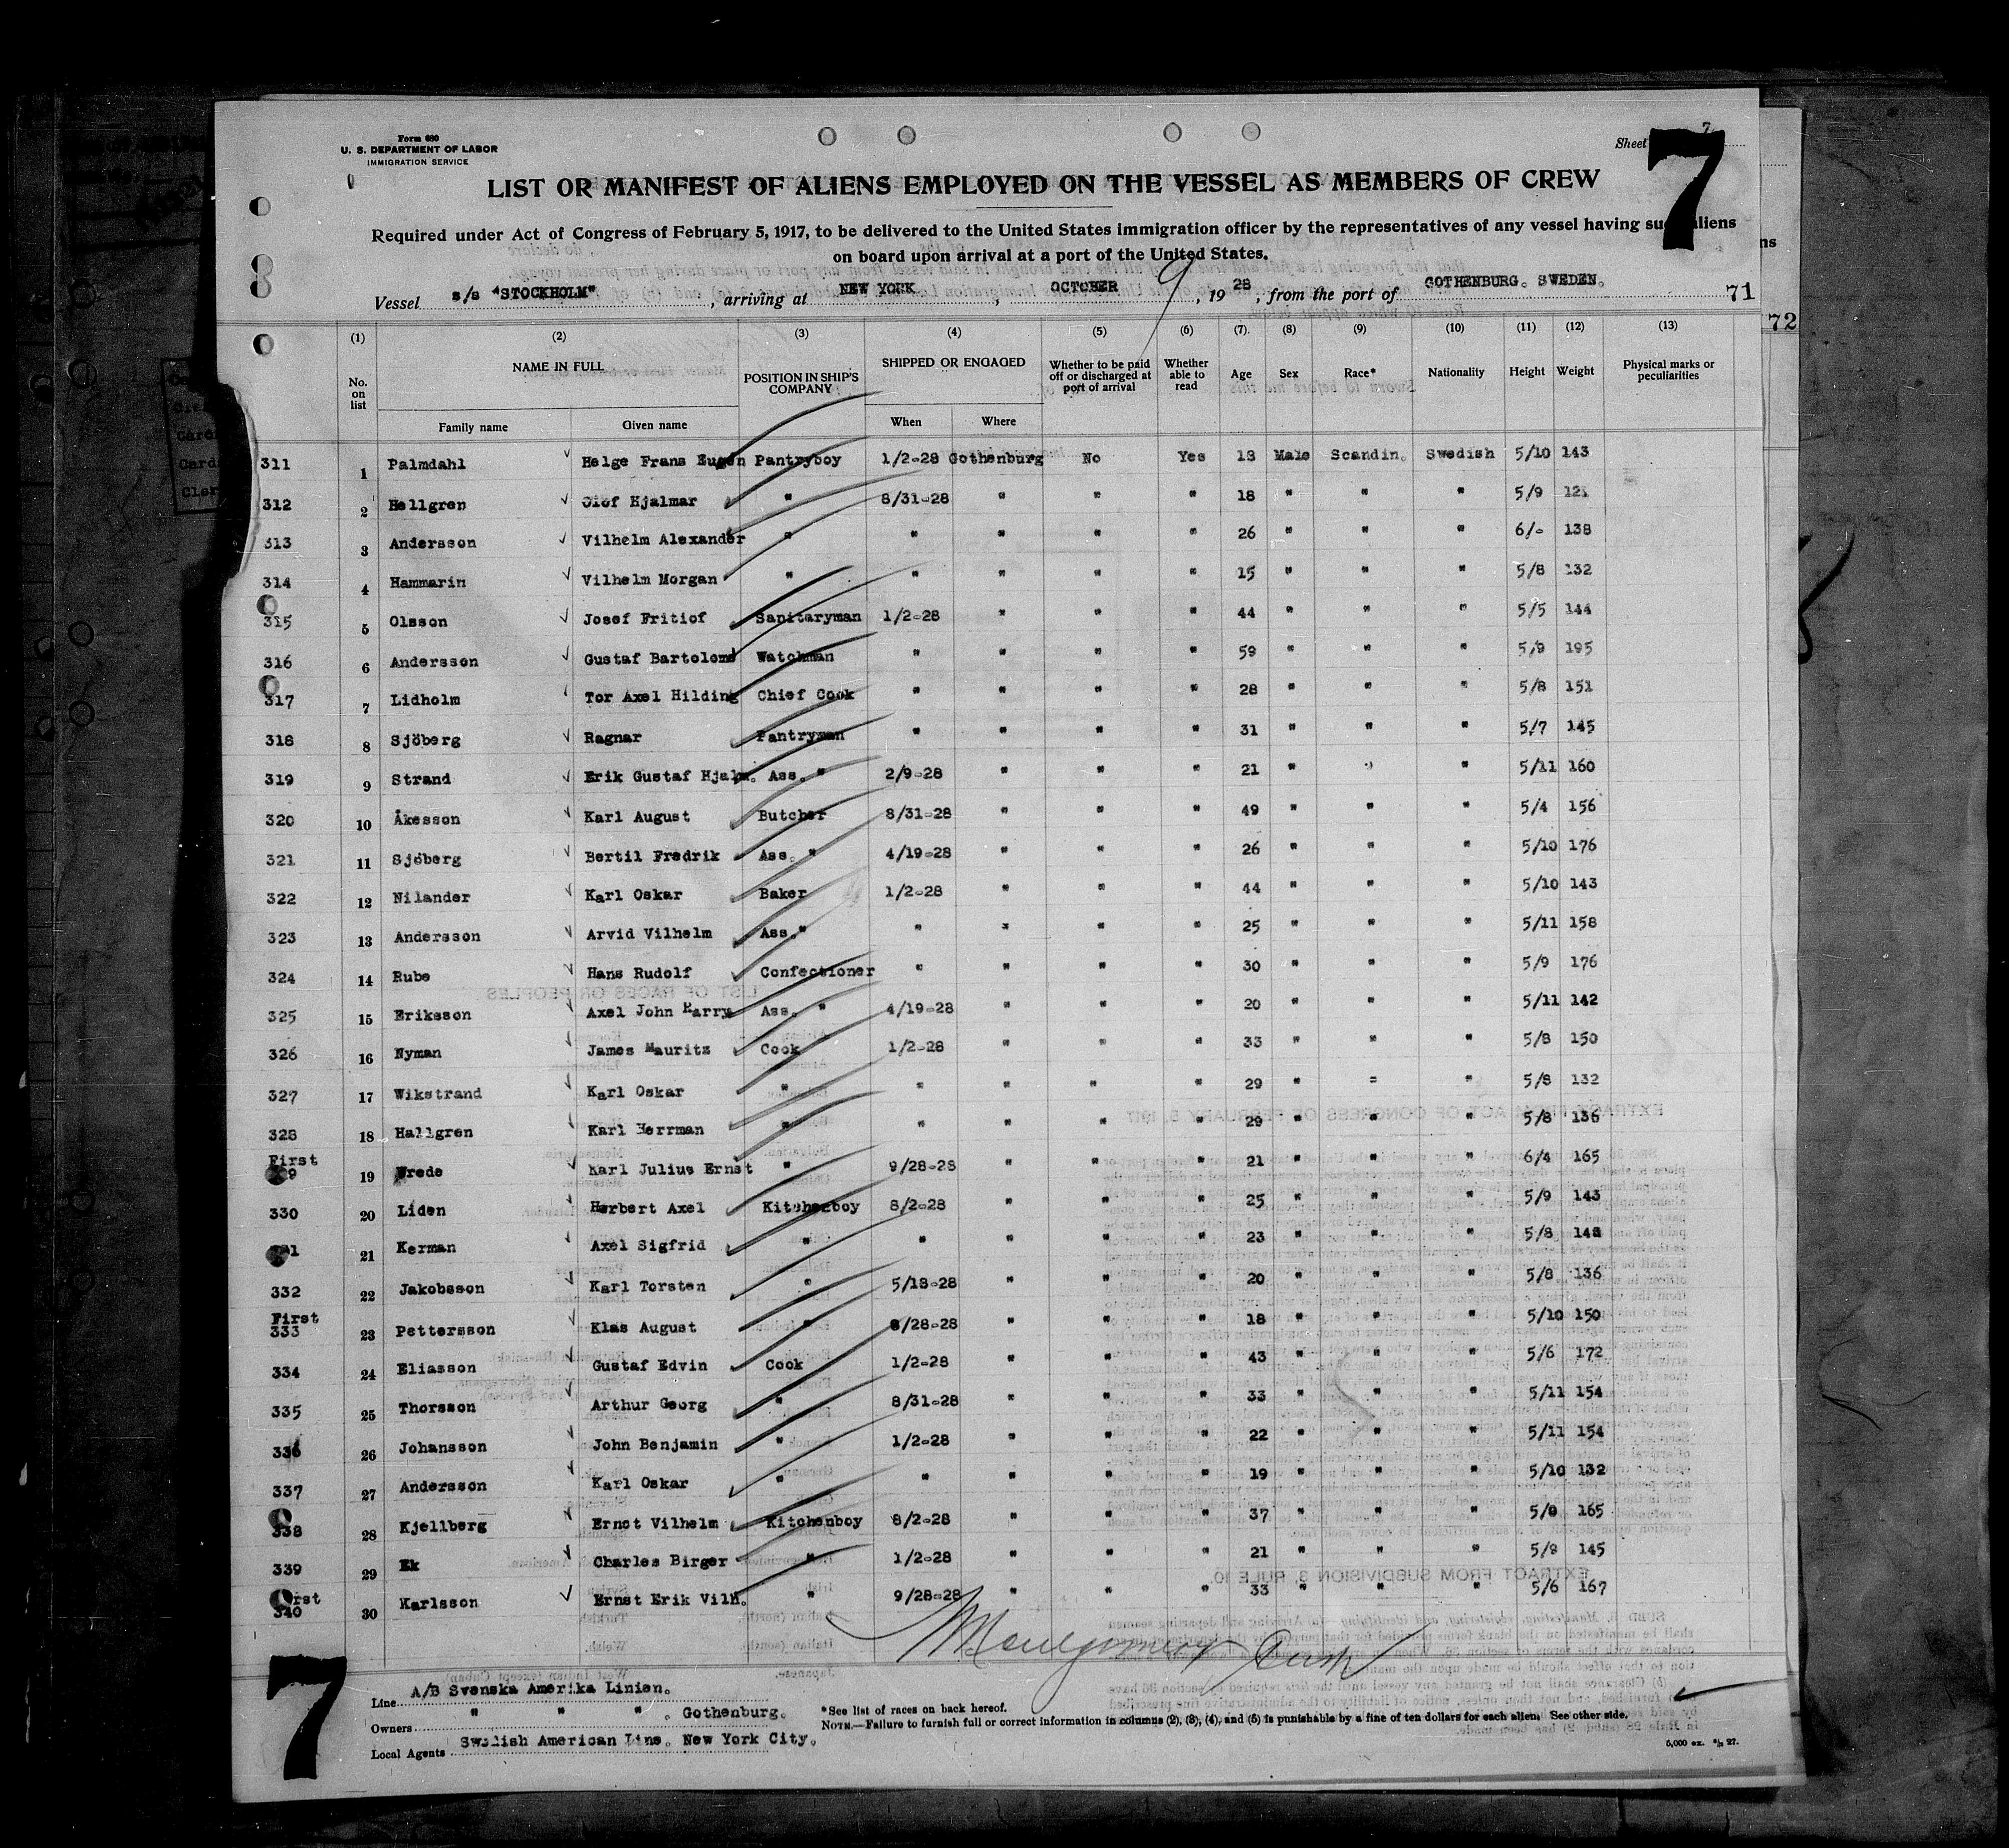 Form 680
U. S. DEPARTMENT OF LABOR
IMMIGRATION SERVICE
Sheet 7
7
LIST OR MANIFEST OF ALIENS EMPLOYED ON THE VESSEL AS MEMBERS OF CREW
Required under Act of Congress of February 5, 1917, to be delivered to the United States immigration officer by the representatives of any vessel having such aliens
on board upon arrival at a port of the United States.
Vessel s/s "STOCKHOLM", arriving at NEW YORK, OCTOBER 9, 1928, from the port of GOTHENBURG. SWEDEN. 71
72
(1) (2) (3) (4) (5) (6) (7). (8) (9) (10) (11) (12) (13)
No. on list NAME IN FULL POSITION IN SHIP'S COMPANY SHIPPED OR ENGAGED Whether to be paid off or discharged at port of arrival Whether able to read Age Sex Race* Nationality Height Weight Physical marks or peculiarities
Family name Given name When Where
311 1 Palmdahl Helge Frans Eugen Pantryboy 1/2-28 Gothenburg No Yes Male Scandin. Swedish 5/10 143
312 2 Hellgren Olof Hjalmar " 8/31-28 " " " 18 " " " 5/9 121
313 3 Andersson Vilhelm Alexander " " " " " 26 " " " 6/- 138
314 4 Hammarin Vilhelm Morgan " " " " " 15 " " " 5/8 132
315 5 Olsson Josef Fritiof Sanitaryman 1/2-28 " " " 44 " " " 5/5 144
316 6 Andersson Gustaf Bartolome Watchman " " " " 59 " " " 5/9 195
317 7 Lidholm Tor Axel Hilding Chief Cook " " " " 28 " " " 5/8 151
318 8 Sjöberg Ragnar Pantryman " " " " 31 " " " 5/7 145
319 9 Strand Erik Gustaf Hjalm. Ass. " 2/9-28 " " " 21 " " " 5/11 160
320 10 Åkesson Karl August Butcher 8/31-28 " " " 49 " " " 5/4 156
321 11 Sjöberg Bertil Fredrik Ass. " 4/19-28 " " " 26 " " " 5/10 176
322 12 Nilander Karl Oskar Baker 1/2-28 " " " 44 " " " 5/10 143
323 13 Andersson Arvid Vilhelm Ass." " " " " 25 " " " 5/11 158
324 14 Rube Hans Rudolf Confectioner " " " " 30 " " " 5/9 176
325 15 Eriksson Axel John Harry Ass. " 4/19-28 " " " 20 " " " 5/11 142
326 16 Nyman James Mauritz Cook 1/2-28 " " " 33 " " " 5/8 150
327 17 Wikstrand Karl Oskar " " " " " 29 " " " 5/8 132
328 18 Hallgren Karl Herrman " " " " " 29 " " " 5/8 136
First
19 Wrede Karl Julius Ernst " 9/28-28 " " " 21 " " " 6/4 165
330 20 Liden Herbert Axel Kitchenboy 8/2-28 " " " 25 " " " 5/9 143
21 Kerman Axel Sigfrid " " " " " 23 " " " 5/8
332 22 Jakobsson Karl Torsten " 5/18-28 " " " 20 " " " 5/8 136
First
333 23 Pettersson Klas August " /28-28 " " " 18 " " " 5/10 150
334 24 Eliasson Gustaf Edvin Cook 1/2-28 " " " 43 " " " 5/6 172
335 25 Thorsson Arthur Georg " 8/31-28 " " " 33 " " " 5/11 154
336 26 Johansson John Benjamin " 1/2-28 " " " 22 " " " 5/11 154
337 27 Andersson Karl Oskar " " " " " 19 " " " 5/10 132
338 28 Kjellberg Ernst Vilhelm Kitchenboy 8/2-28 " " " 37 " " " 165
339 29 Ek Charles Birger " 1/2-28 " " " 21 " " " 5/9 145
First
340 30 Karlsson Ernst Erik Vilh. " 9/28-28 " " " 33 " " " 5/6 167
7
Line A/B Svenska Amerika Linien.
Owners " " " . Gothenburg.
Local Agents Swedish American Line. New York City.
*See list of races on back hereof.
NOTE.—Failure to furnish full or correct information in columns (2), (3), (4), and (5) is punishable by a fine of ten dollars for each alien. See other side.